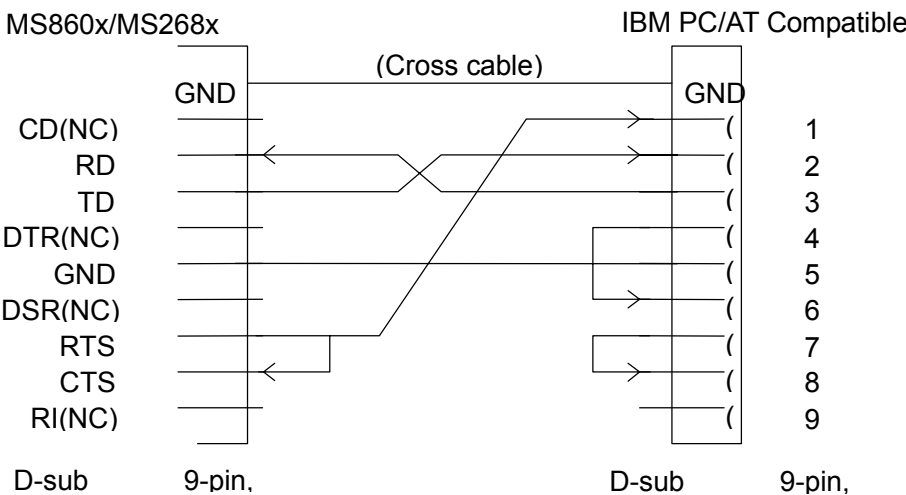 MS860x/MS268x IBM PC/AT Compatible
(Cross cable)
GND GND
CD(NC) ( 1
RD ( 2
TD ( 3
DTR(NC) ( 4
GND ( 5
DSR(NC) ( 6
RTS ( 7
CTS ( 8
RI(NC) ( 9
D-sub 9-pin, D-sub 9-pin,